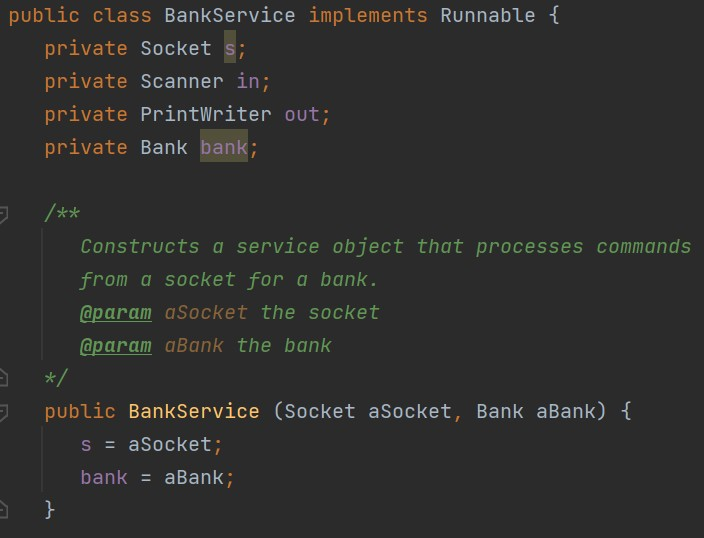 public class BankService implements Runnable {
private Socket s;
private Scanner in;
private PrintWriter out;
private Bank bank;
/**
Constructs a service object that processes commands
from a socket for a bank.
@param aSocket the socket
@param aBank the bank
*/
public BankService (Socket aSocket, Bank aBank) {
s = aSocket;
bank = aBank;
}